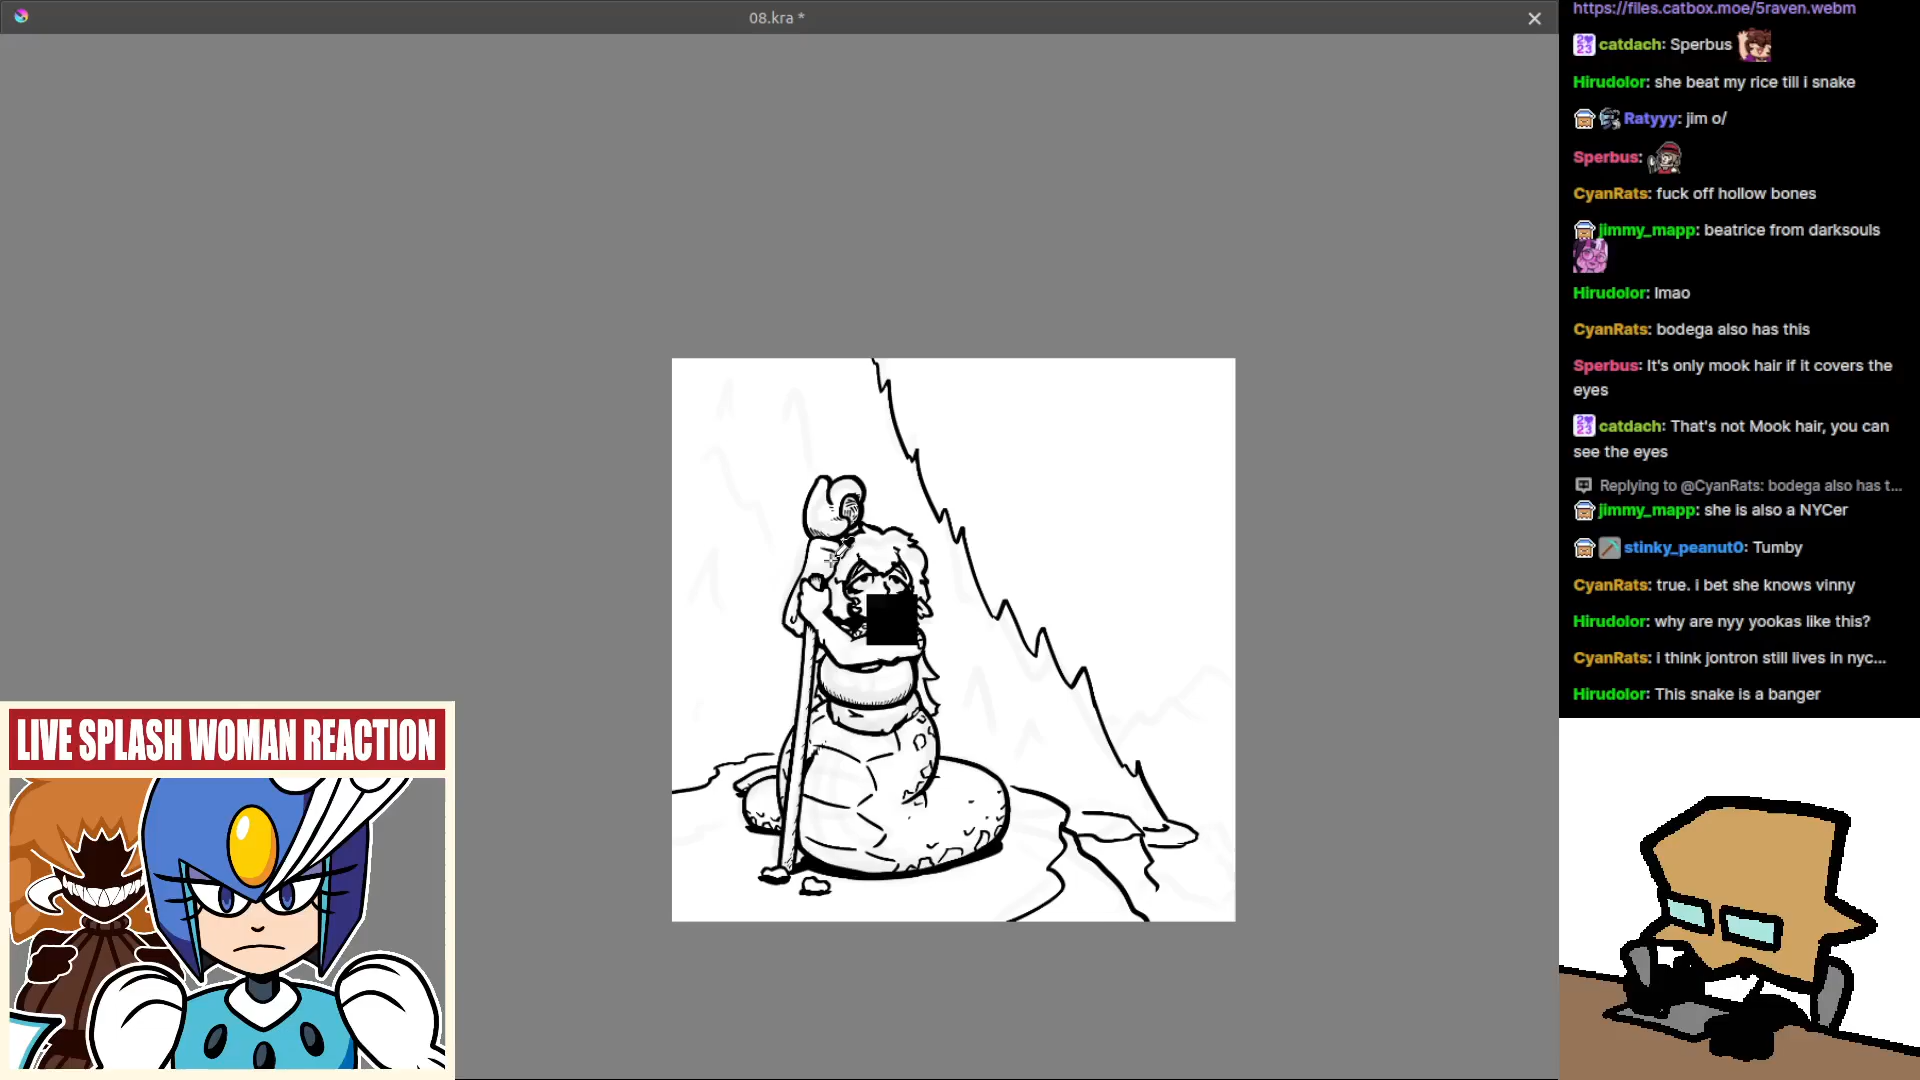 08.kra *
https://files.catbox.moe/5raven.webm
catdach: Sperbus
Hirudolor: she beat my rice till i snake
Ratyyy: jim o/
Sperbus:
CyanRats: fuck off hollow bones
jimmy_mapp: beatrice from darksouls
Hirudolor: lmao
CyanRats: bodega also has this
Sperbus: It's only mook hair if it covers the
eyes
catdach: That's not Mook hair, you can
see the eyes
Replying to @CyanRats: bodega also has t...
jimmy_mapp: she is also a NYCer
stinky_peanut0: Tumby
CyanRats: true. i bet she knows vinny
Hirudolor: why are nyy yookas like this?
CyanRats: i think jontron still lives in nyc...
Hirudolor: This snake is a banger
LIVE SPLASH WOMAN REACTION